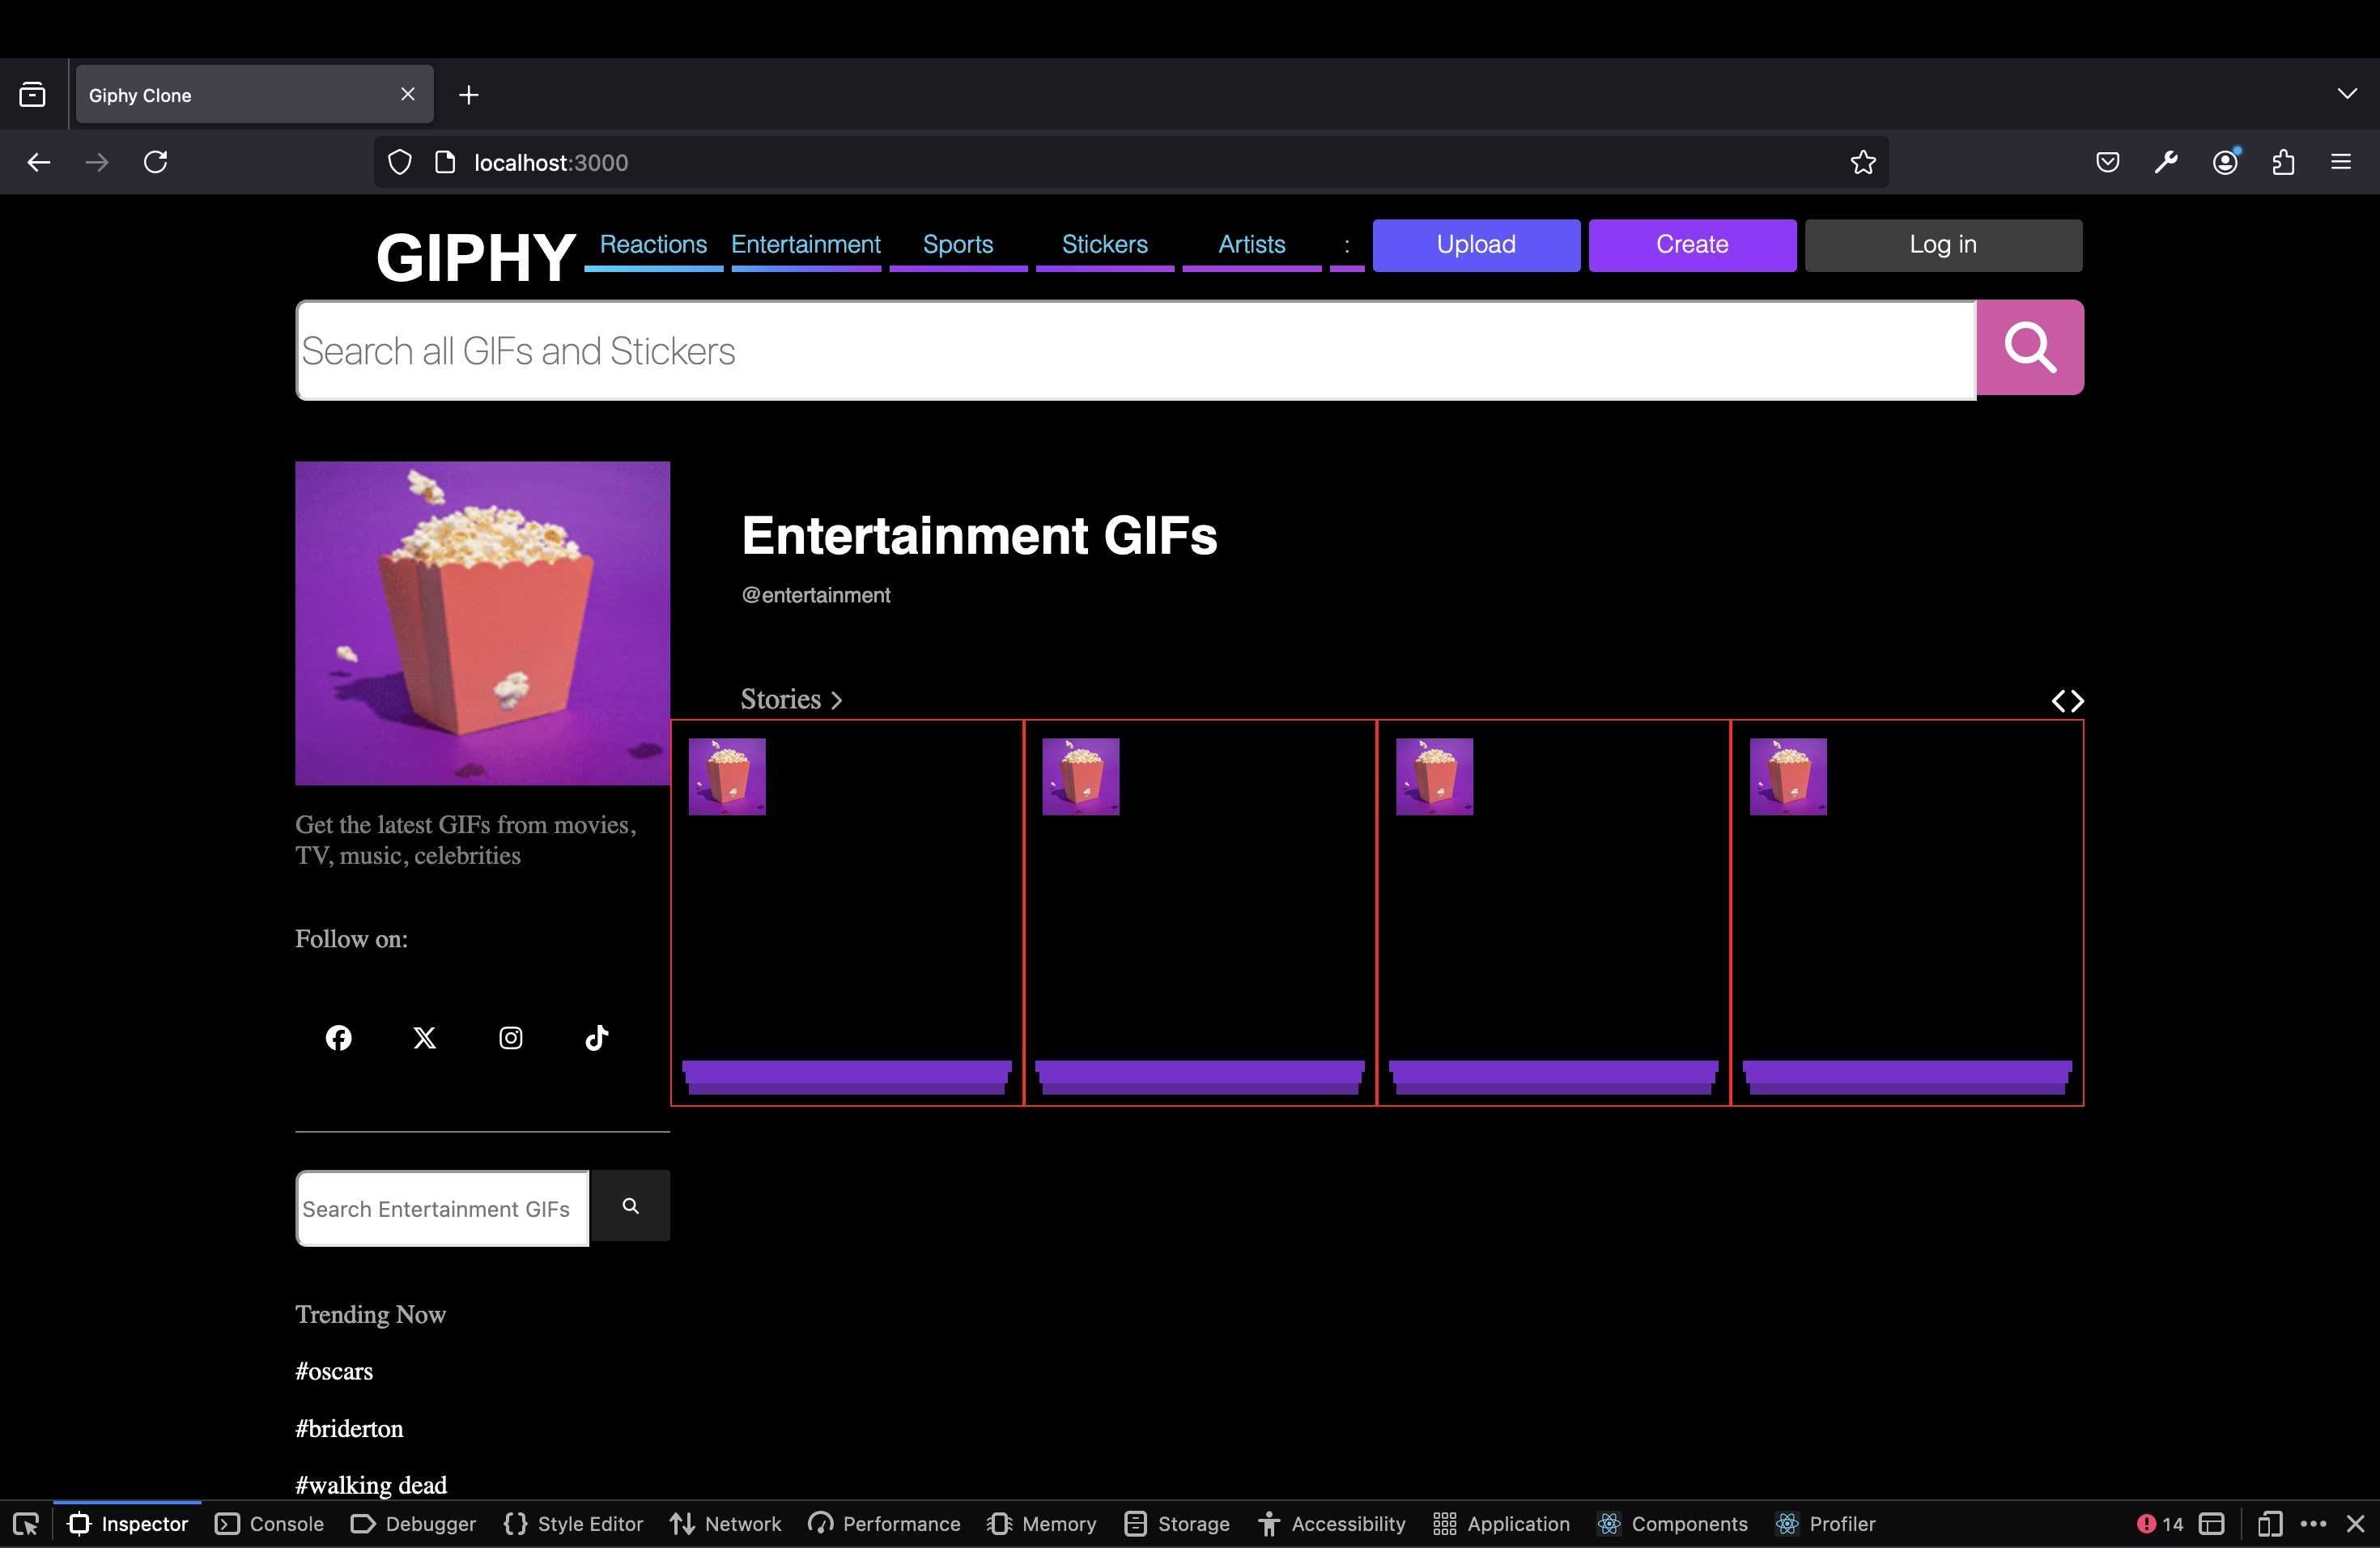 Giphy Clone
localhost:3000
GIPHY Reactions Entertainment Sports Stickers Artists : Upload Create Log in
Search all GIFs and Stickers
Entertainment GIFs
@entertainment
Stories
Get the latest GIFs from movies,
TV, music, celebrities
Follow on:
Search Entertainment GIFs
Trending Now
#oscars
#briderton
#walking dead
Inspector Console Debugger Style Editor Network Performance Memory Storage Accessibility Application Components Profiler 14